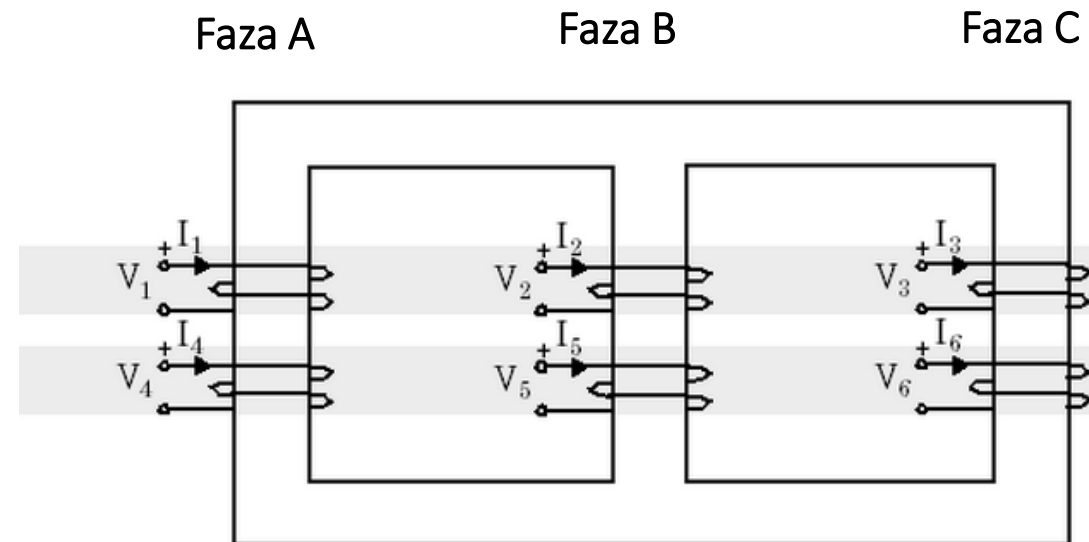 Faza A Faza B Faza C
+ I1 + I2 + I3
V1 V2 V3
+ I4 + I5 + I6
V4 V5 V6